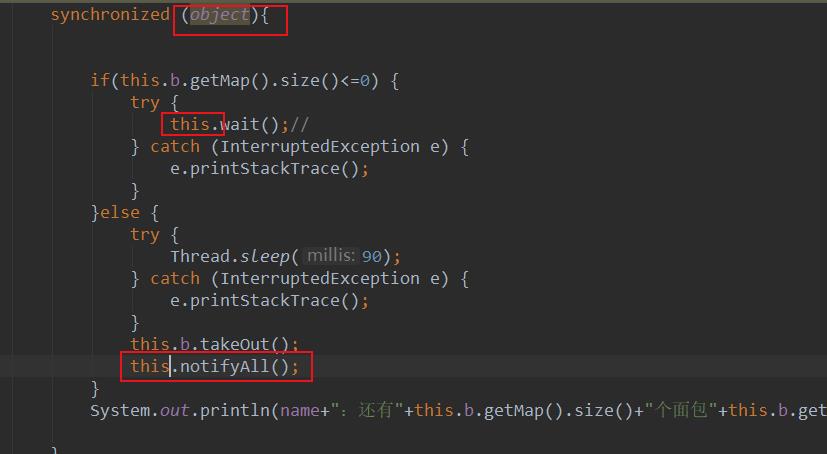 synchronized (object){
if(this.b.getMap().size()<=0) {
try {
this.wait();//
} catch (InterruptedException e) {
e.printStackTrace();
}
}else {
try {
Thread.sleep( millis: 90);
} catch (InterruptedException e) {
e.printStackTrace();
}
this.b.takeOut();
this.notifyAll();
}
System.out.println(name+"：还有"+this.b.getMap().size()+"个面包"+this.b.get
}